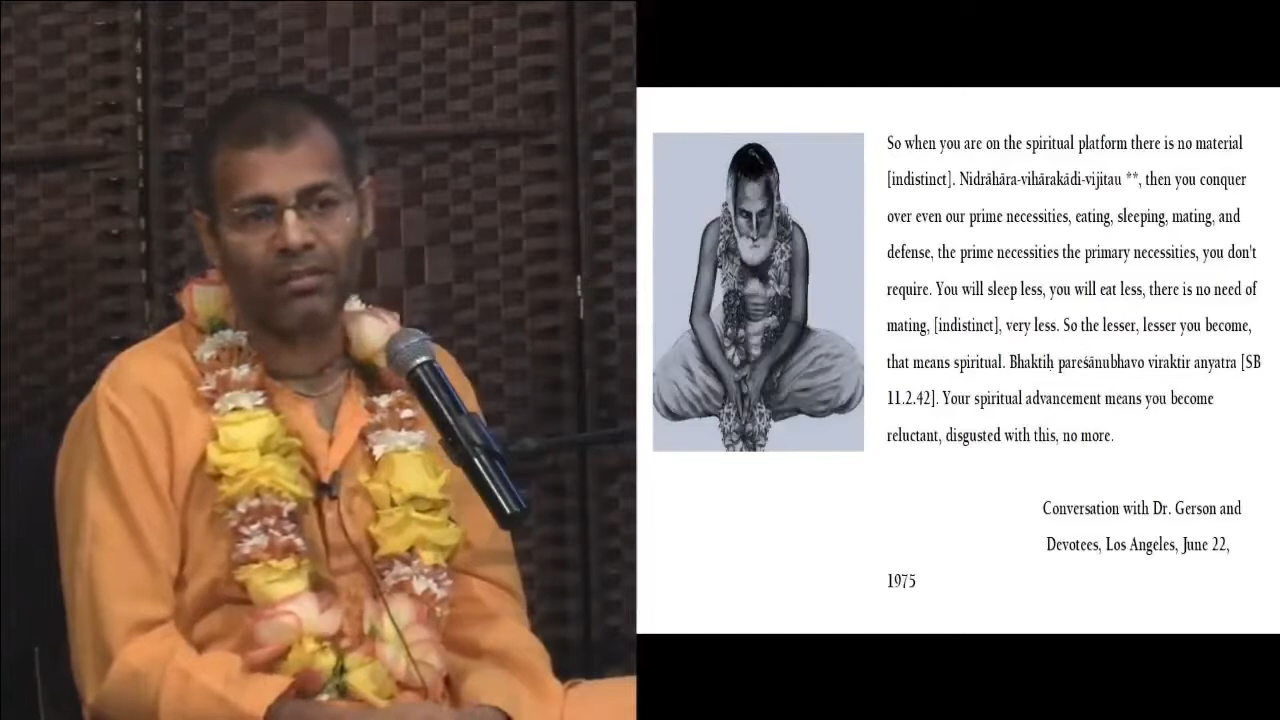 So when you are on the spiritual platform there is no material
[indistinct]. Nidrāhāra-vihārakādi-vijitau **, then you conquer
over even our prime necessities, eating, sleeping, mating, and
defense, the prime necessities the primary necessities, you don't
require. You will sleep less, you will eat less, there is no need of
mating, [indistinct], very less. So the lesser, lesser you become,
that means spiritual. Bhaktiḥ pareśānubhavo viraktir anyatra [SB
11.2.42]. Your spiritual advancement means you become
reluctant, disgusted with this, no more.
Conversation with Dr. Gerson and
Devotees, Los Angeles, June 22,
1975